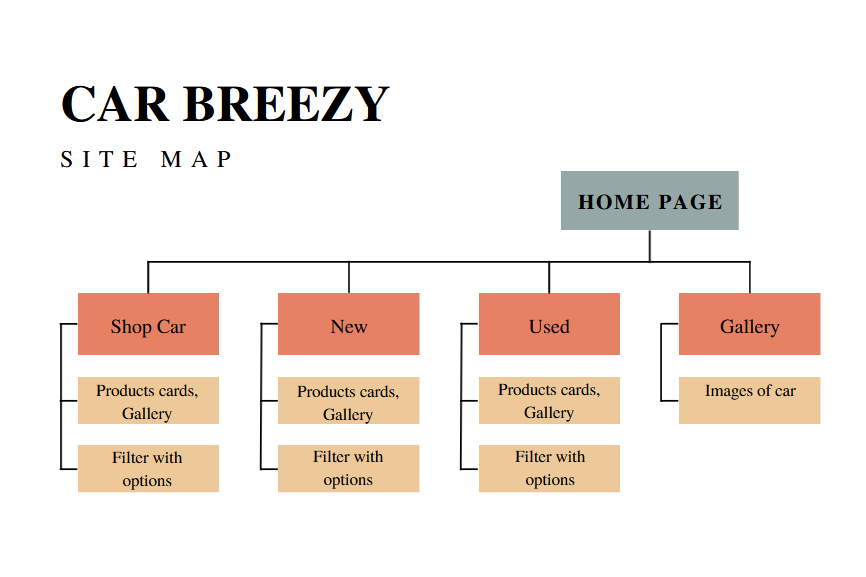 CAR BREEZY
SITE MAP
HOME PAGE
Shop Car
New
Used
Gallery
Products cards,
Gallery
Products cards,
Gallery
Products cards,
Gallery
Images of car
Filter with
options
Filter with
options
Filter with
options